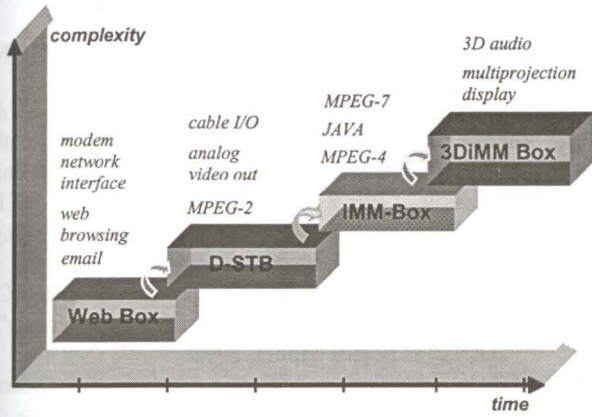 complexity
3D audio
multiprojection
display
MPEG-7
JAVA
MPEG-4
3DiMM Box
cable I/O
analog
video out
MPEG-2
IMM-Box
modem
network
interface
web
browsing
email
D-STB
Web Box
time